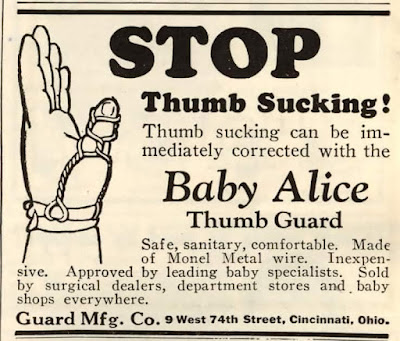 STOP
Thumb Sucking!
Thumb sucking can be im-
mediately corrected with the
Baby Alice
Thumb Guard
Safe, sanitary, comfortable. Made
of Monel Metal wire. Inexpen-
sive. Approved by leading baby specialists. Sold
by surgical dealers, department stores and baby
shops everywhere.
Guard Mfg. Co. 9 West 74th Street, Cincinnati, Ohio.